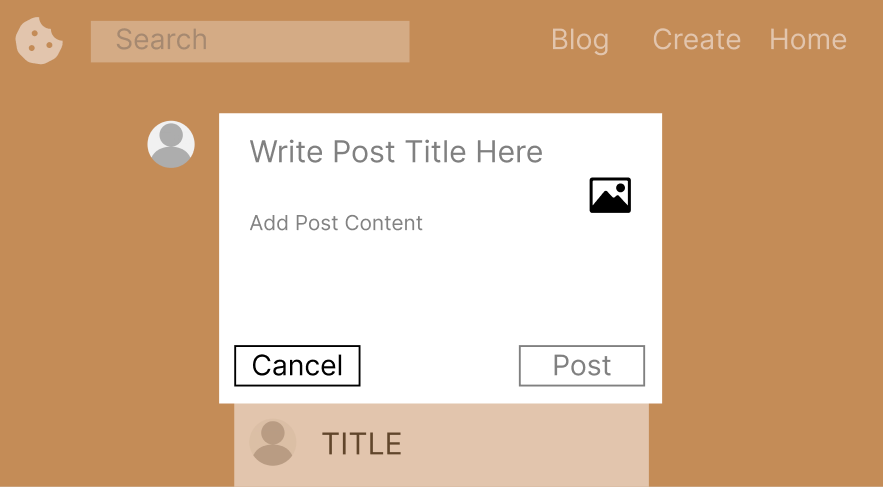 Search
Blog Create Home
Write Post Title Here
Add Post Content
Cancel
Post
TITLE